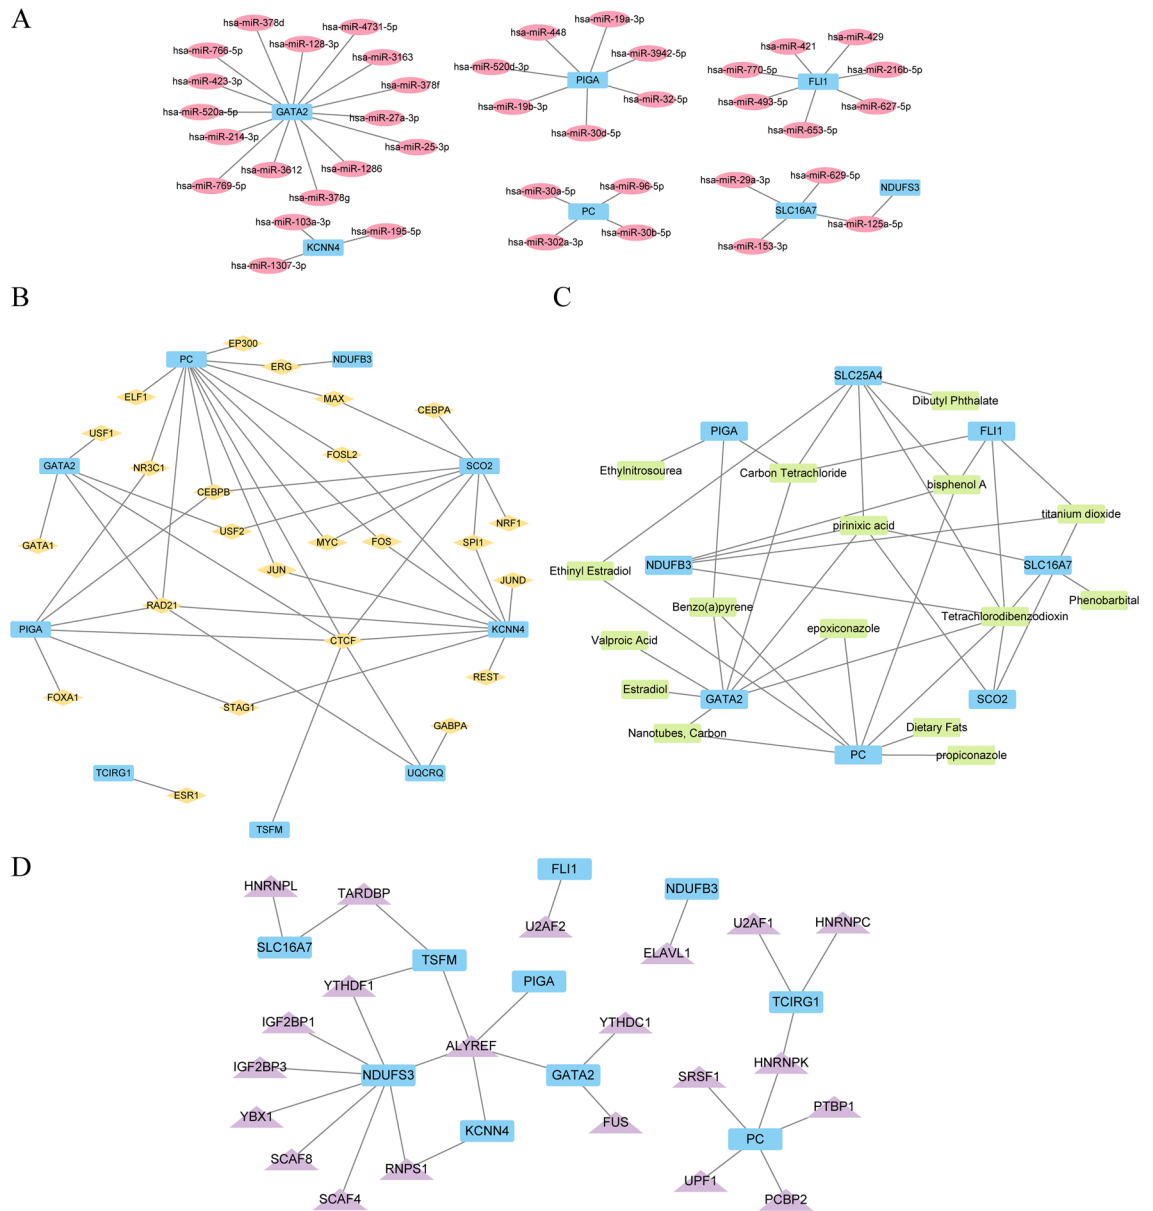 A
hsa-miR-378d
hsa-miR-4731-5p
hsa-miR-128-3p
hsa-miR-766-5p
hsa-miR-3163
hsa-miR-423-3p
hsa-miR-378f
hsa-miR-520a-5p
GATA2
hsa-miR-27a-3p
hsa-miR-214-3p
hsa-miR-25-3p
hsa-miR-3612
hsa-miR-1286
hsa-miR-769-5p
hsa-miR-378g
hsa-miR-103a-3p
hsa-miR-195-5p
KCNN4
hsa-miR-1307-3p
hsa-miR-19a-3p
hsa-miR-448
hsa-miR-3942-5p
hsa-miR-520d-3p
PIGA
hsa-miR-32-5p
hsa-miR-19b-3p
hsa-miR-30d-5p
hsa-miR-429
hsa-miR-421
hsa-miR-770-5p
hsa-miR-216b-5p
FLI1
hsa-miR-493-5p
hsa-miR-627-5p
hsa-miR-653-5p
hsa-miR-30a-5p
hsa-miR-96-5p
PC
hsa-miR-302a-3p
hsa-miR-30b-5p
hsa-miR-29a-3p
hsa-miR-629-5p
NDUFS3
SLC16A7
hsa-miR-125a-5p
hsa-miR-153-3p
B
EP300
PC
ERG
NDUFB3
ELF1
MAX
CEBPA
USF1
FOSL2
GATA2
NR3C1
SCO2
CEBPB
NRF1
USF2
GATA1
MYC
FOS
SPI1
JUN
JUND
RAD21
PIGA
KCNN4
CTCF
REST
FOXA1
STAG1
GABPA
TCIRG1
UQCRQ
ESR1
TSFM
C
SLC25A4
Dibutyl Phthalate
PIGA
FLI1
Ethylnitrosourea
Carbon Tetrachloride
bisphenol A
titanium dioxide
pirinixic acid
Ethinyl Estradiol
NDUFB3
SLC16A7
Phenobarbital
Benzo(a)pyrene
Tetrachlorodibenzodioxin
epoxiconazole
Valproic Acid
Estradiol
GATA2
SCO2
Nanotubes, Carbon
Dietary Fats
PC
propiconazole
D
FLI1
HNRNPL
TARDBP
NDUFB3
U2AF2
U2AF1
HNRNPC
SLC16A7
ELAVL1
TSFM
YTHDF1
PIGA
TCIRG1
IGF2BP1
YTHDC1
ALYREF
IGF2BP3
NDUFS3
GATA2
HNRNPK
SRSF1
YBX1
FUS
PTBP1
KCNN4
PC
SCAF8
RNPS1
UPF1
SCAF4
PCBP2